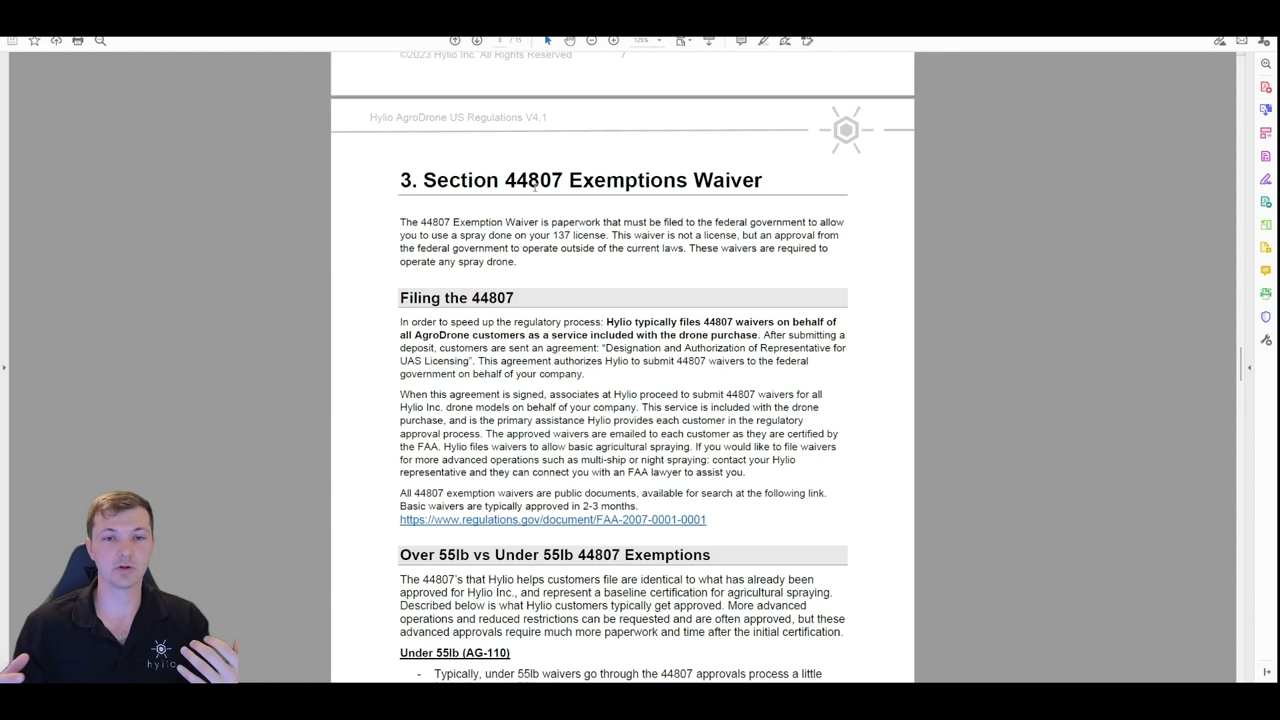 8 / 15
125%
©2023 Hylio Inc. All Rights Reserved 7
Hylio AgroDrone US Regulations V4.1
3. Section 44807 Exemptions Waiver
The 44807 Exemption Waiver is paperwork that must be filed to the federal government to allow
you to use a spray done on your 137 license. This waiver is not a license, but an approval from
the federal government to operate outside of the current laws. These waivers are required to
operate any spray drone.
Filing the 44807
In order to speed up the regulatory process: Hylio typically files 44807 waivers on behalf of
all AgroDrone customers as a service included with the drone purchase. After submitting a
deposit, customers are sent an agreement: “Designation and Authorization of Representative for
UAS Licensing”. This agreement authorizes Hylio to submit 44807 waivers to the federal
government on behalf of your company.
When this agreement is signed, associates at Hylio proceed to submit 44807 waivers for all
Hylio Inc. drone models on behalf of your company. This service is included with the drone
purchase, and is the primary assistance Hylio provides each customer in the regulatory
approval process. The approved waivers are emailed to each customer as they are certified by
the FAA. Hylio files waivers to allow basic agricultural spraying. If you would like to file waivers
for more advanced operations such as multi-ship or night spraying: contact your Hylio
representative and they can connect you with an FAA lawyer to assist you.
All 44807 exemption waivers are public documents, available for search at the following link.
Basic waivers are typically approved in 2-3 months.
https://www.regulations.gov/document/FAA-2007-0001-0001
Over 55lb vs Under 55lb 44807 Exemptions
The 44807’s that Hylio helps customers file are identical to what has already been
approved for Hylio Inc., and represent a baseline certification for agricultural spraying.
Described below is what Hylio customers typically get approved. More advanced
operations and reduced restrictions can be requested and are often approved, but these
advanced approvals require much more paperwork and time after the initial certification.
Under 55lb (AG-110)
- Typically, under 55lb waivers go through the 44807 approvals process a little
hylio